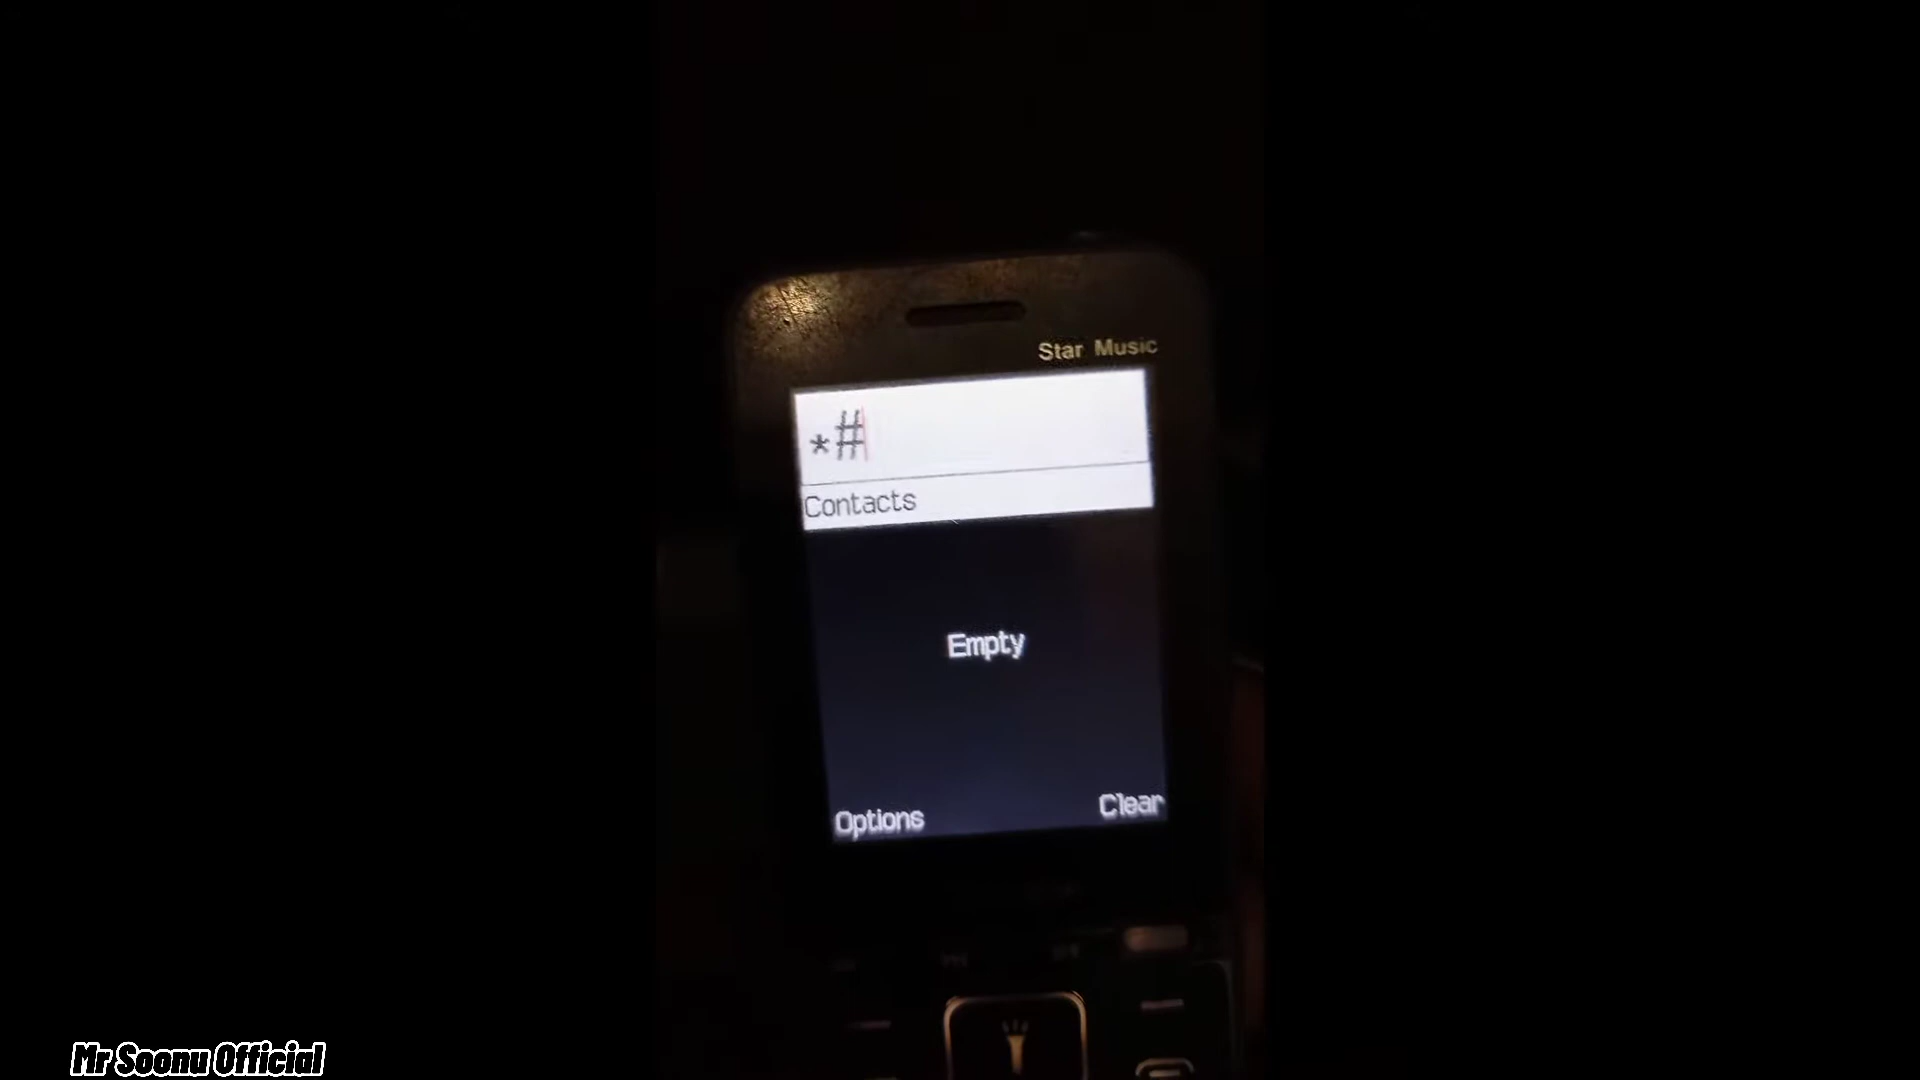 Star Music
*#
Contacts
Empty
Options Clear
Mr Soonu Official